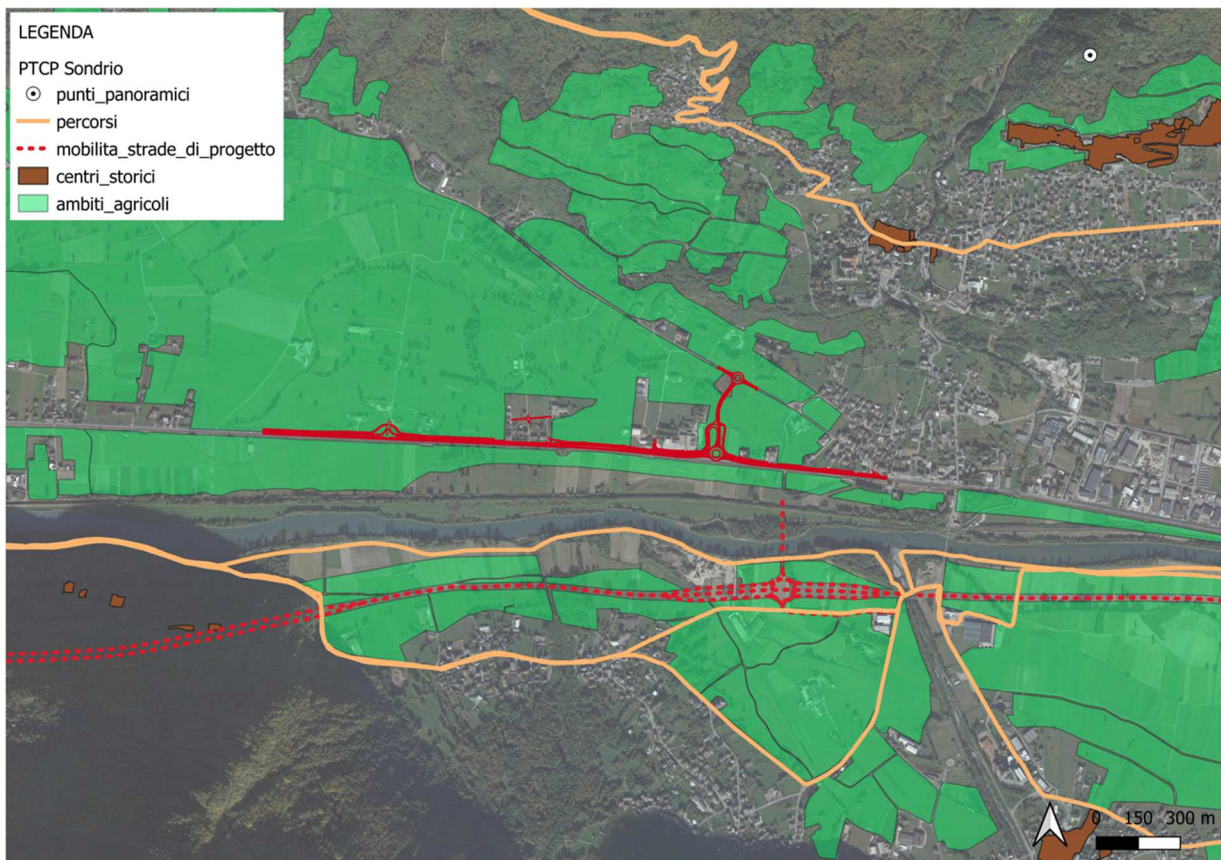 LEGENDA
PTCP Sondrio
punti_panoramici
percorsi
mobilita_strade_di_progetto
centri_storici
ambiti_agricoli
0 150 300 m